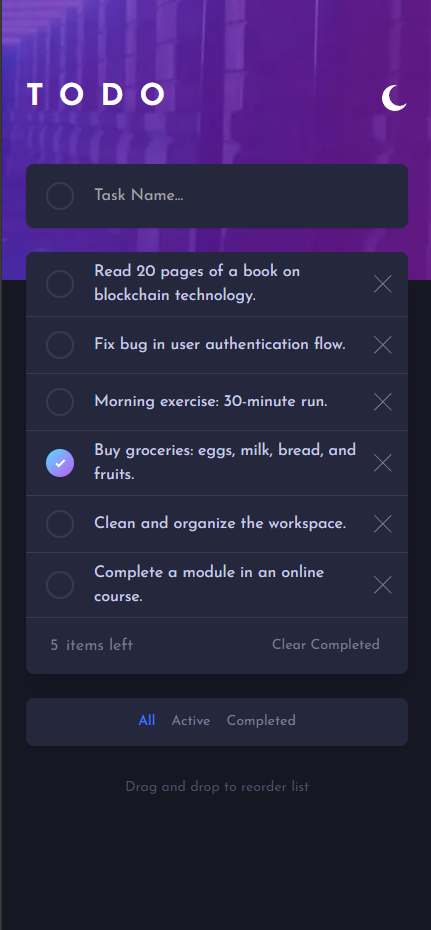 TODO
Task Name...
Read 20 pages of a book on
blockchain technology.
Fix bug in user authentication flow.
Morning exercise: 30-minute run.
Buy groceries: eggs, milk, bread, and
fruits.
Clean and organize the workspace.
Complete a module in an online
course.
5 items left Clear Completed
All Active Completed
Drag and drop to reorder list